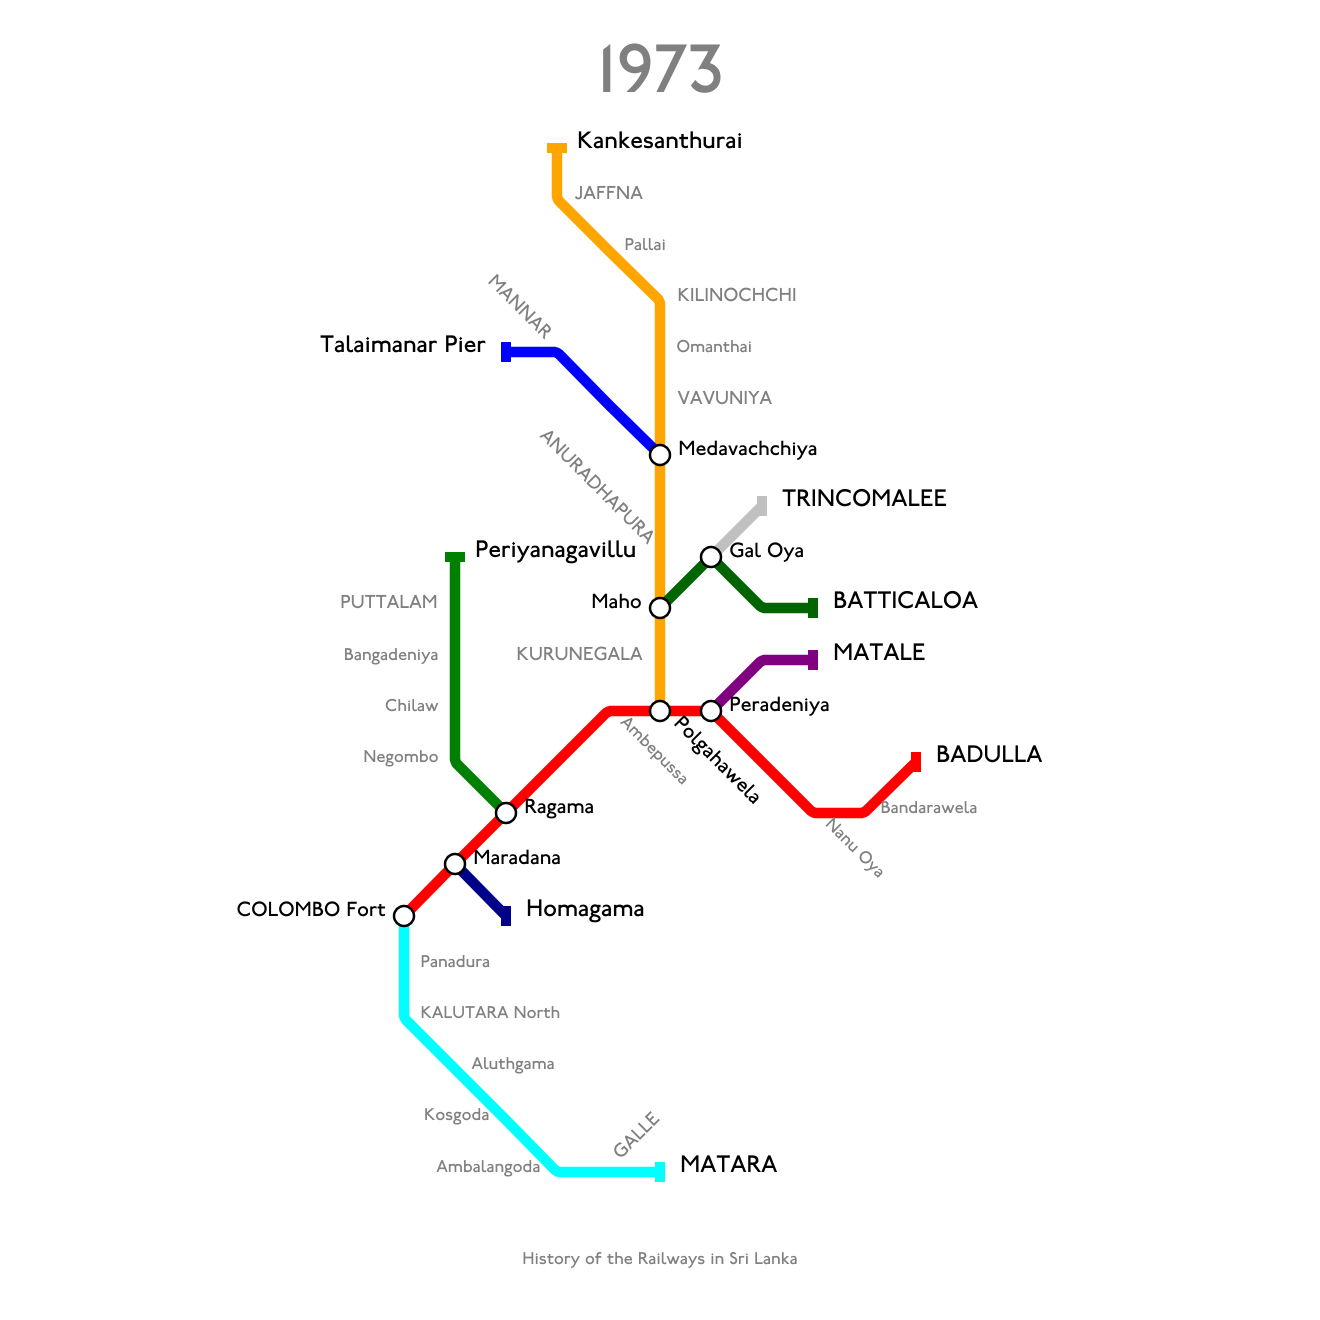 1973
Kankesanthurai
JAFFNA
Pallai
MANNAR
KILINOCHCHI
Talaimanar Pier
Omanthai
VAVUNIYA
ANURADHAPURA
Medavachchiya
TRINCOMALEE
Periyanagavillu
Gal Oya
PUTTALAM
Maho
BATTICALOA
Bangadeniya
KURUNEGALA
MATALE
Chilaw
Peradeniya
Ambepussa
Polgahawela
Negombo
BADULLA
Ragama
Bandarawela
Nanu Oya
Maradana
COLOMBO Fort
Homagama
Panadura
KALUTARA North
Aluthgama
Kosgoda
GALLE
Ambalangoda
MATARA
History of the Railways in Sri Lanka